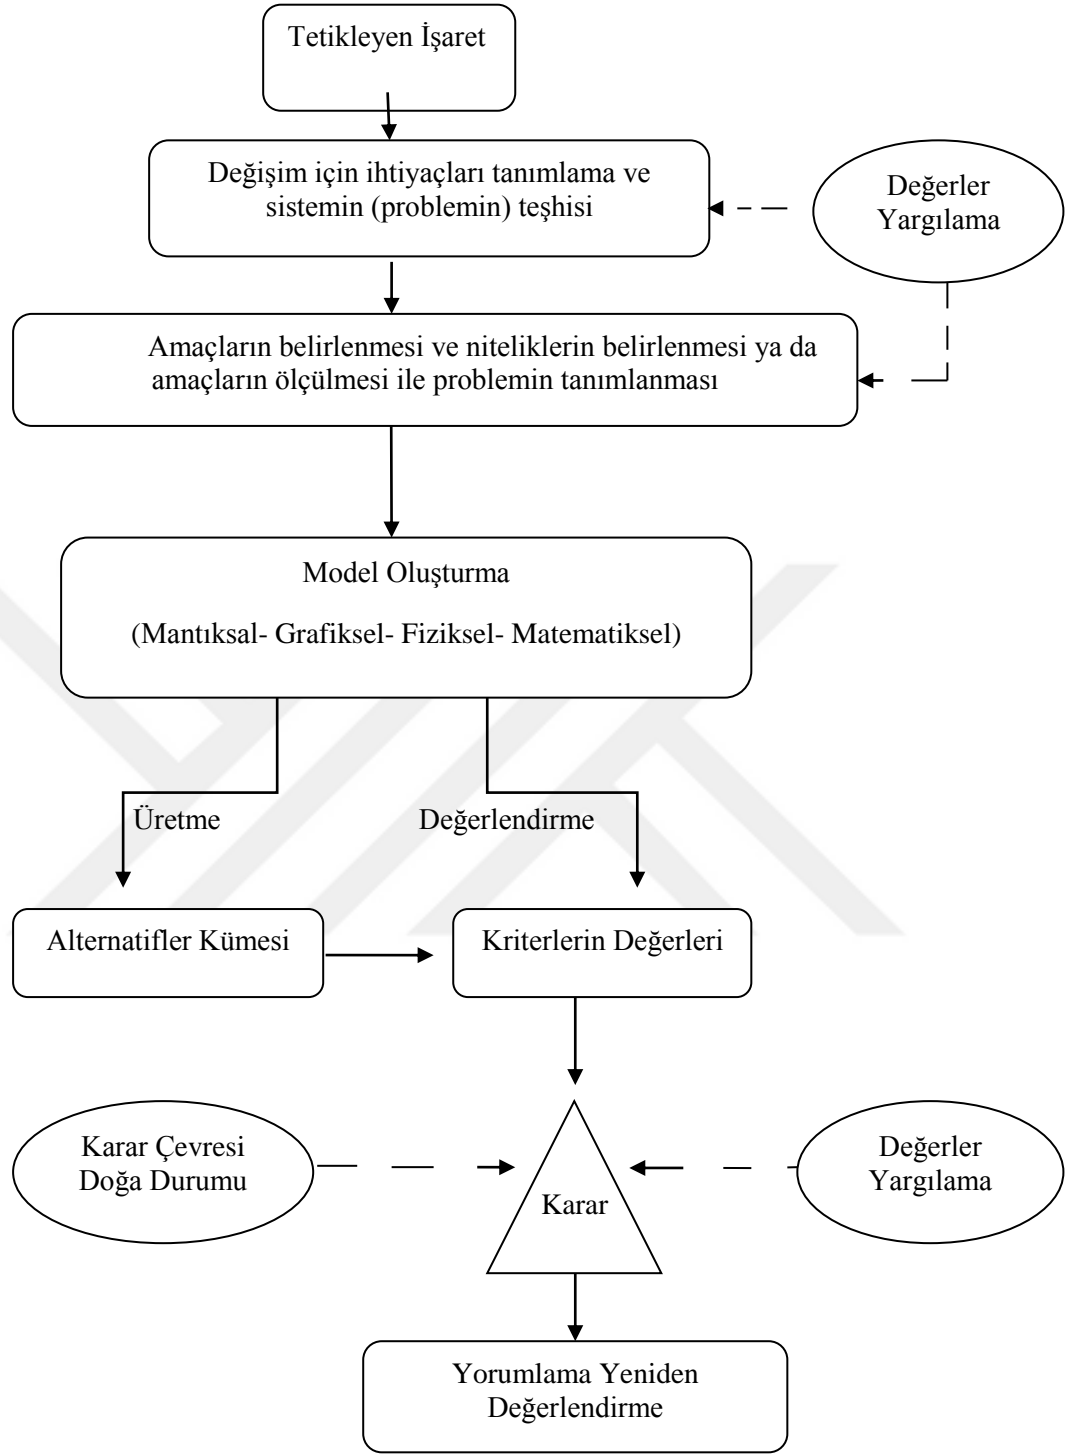 Tetikleyen İşaret
Değişim için ihtiyaçları tanımlama ve
sistemin (problemin) teşhisi
Değerler
Yargılama
Amaçların belirlenmesi ve niteliklerin belirlenmesi ya da
amaçların ölçülmesi ile problemin tanımlanması
Model Oluşturma
(Mantıksal- Grafiksel- Fiziksel- Matematiksel)
Üretme
Değerlendirme
Alternatifler Kümesi
Kriterlerin Değerleri
Karar Çevresi
Doğa Durumu
Karar
Değerler
Yargılama
Yorumlama Yeniden
Değerlendirme